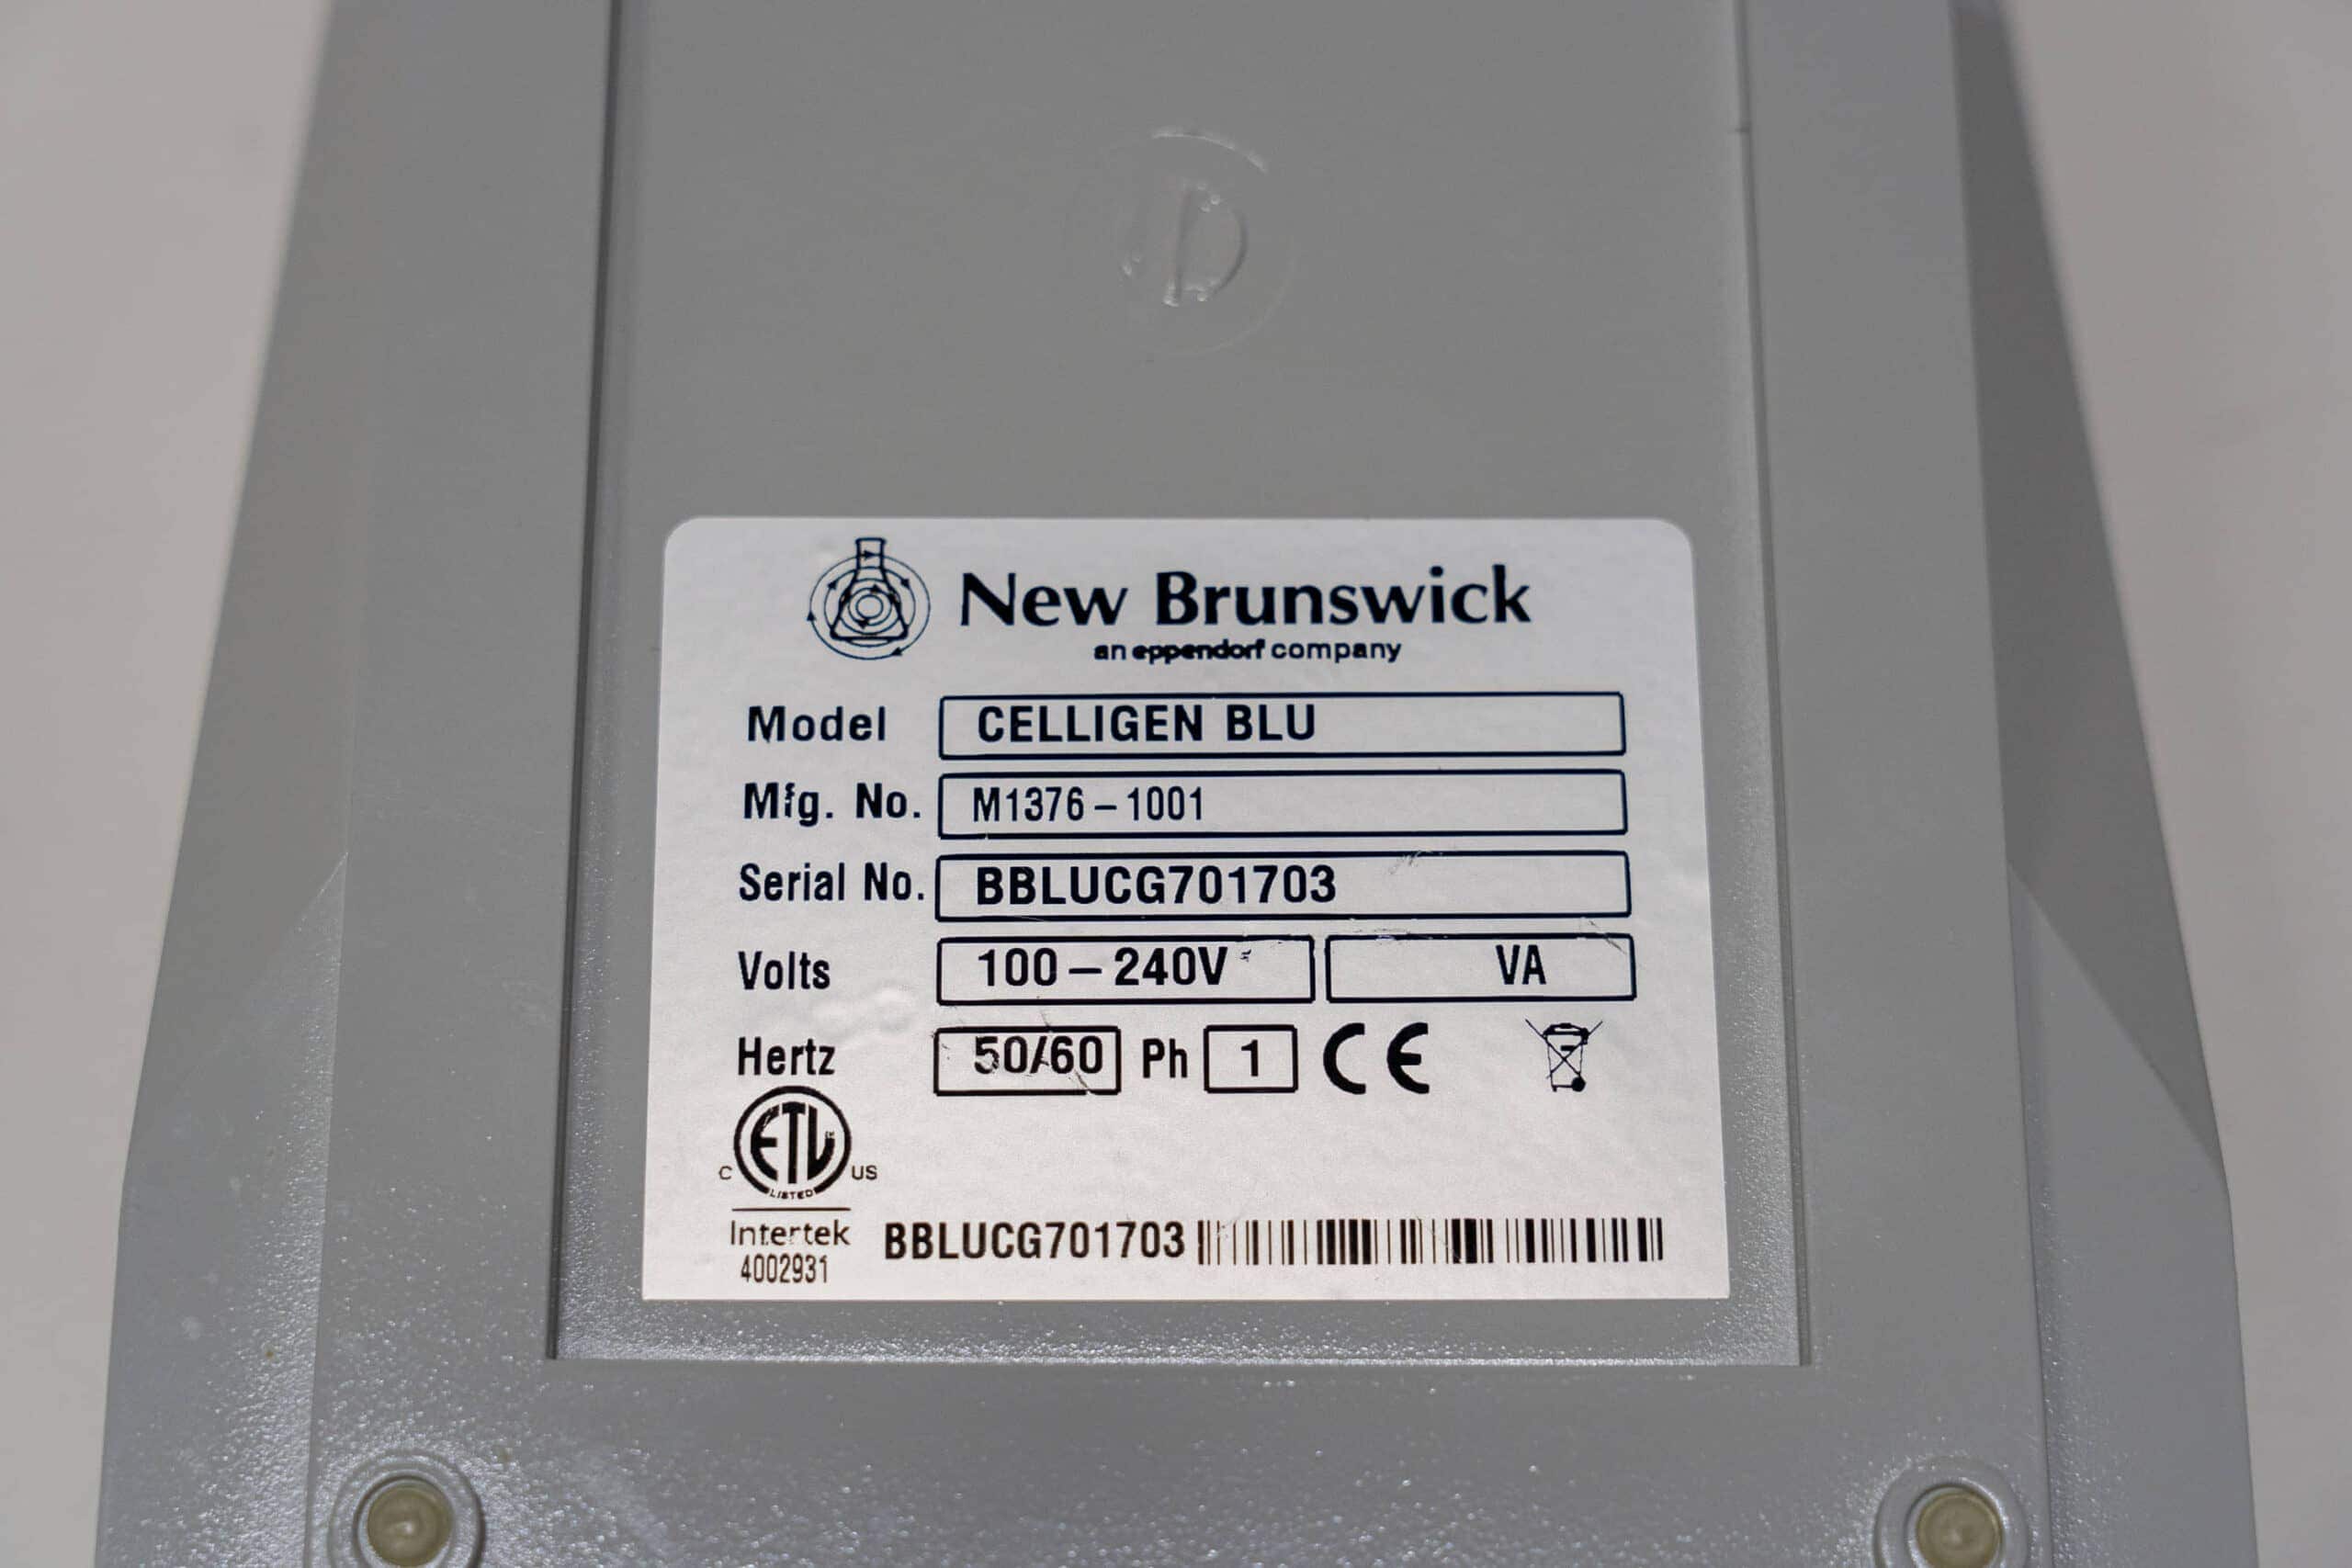 New Brunswick
an eppendorf company
Model CELLIGEN BLU
Mfg. No. M1376-1001
Serial No. BBLUCG701703
Volts 100-240V VA
Hertz 50/60 Ph 1 CE
ETL
C US
LISTED
Intertek
4002931
BBLUCG701703